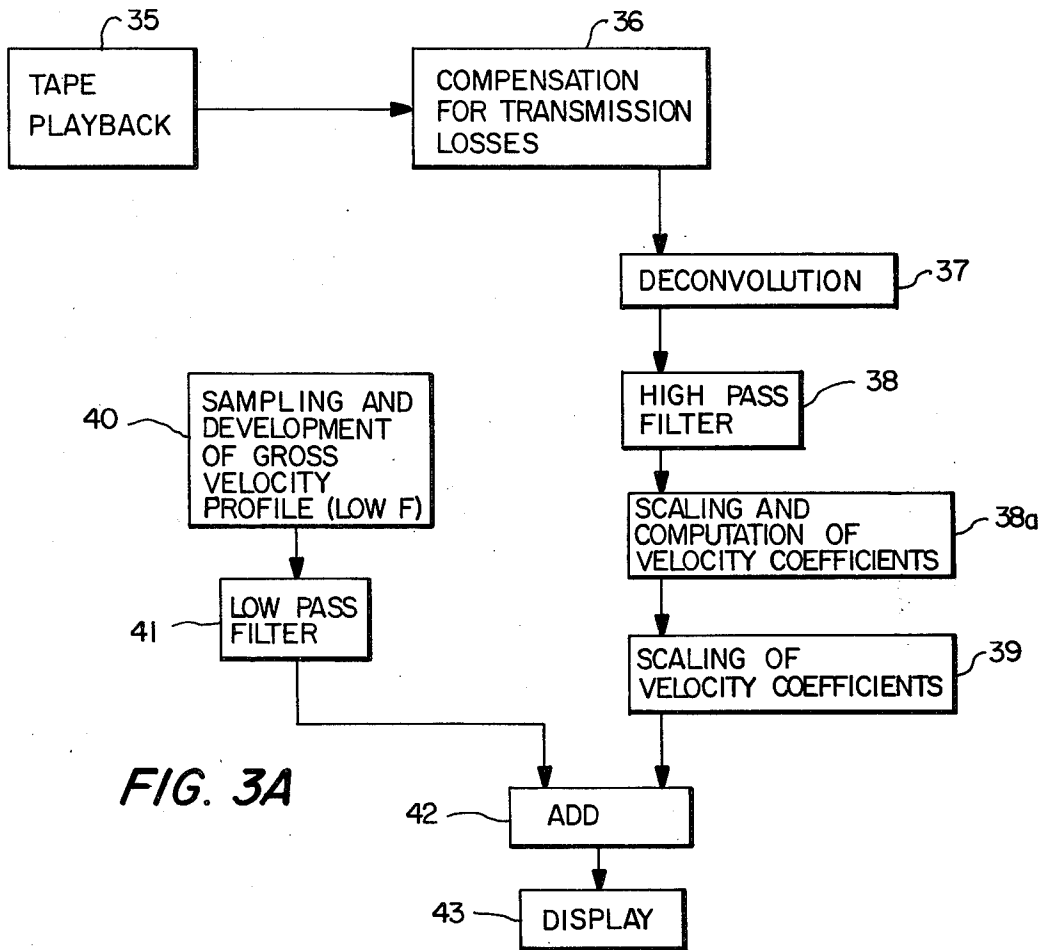 35
TAPE
PLAYBACK
36
COMPENSATION
FOR TRANSMISSION
LOSSES
DECONVOLUTION
37
HIGH PASS
FILTER
38
40
SAMPLING AND
DEVELOPMENT
OF GROSS
VELOCITY
PROFILE (LOW F)
SCALING AND
COMPUTATION OF
VELOCITY COEFFICIENTS
38a
41
LOW PASS
FILTER
SCALING OF
VELOCITY COEFFICIENTS
39
FIG. 3A
42
ADD
43
DISPLAY